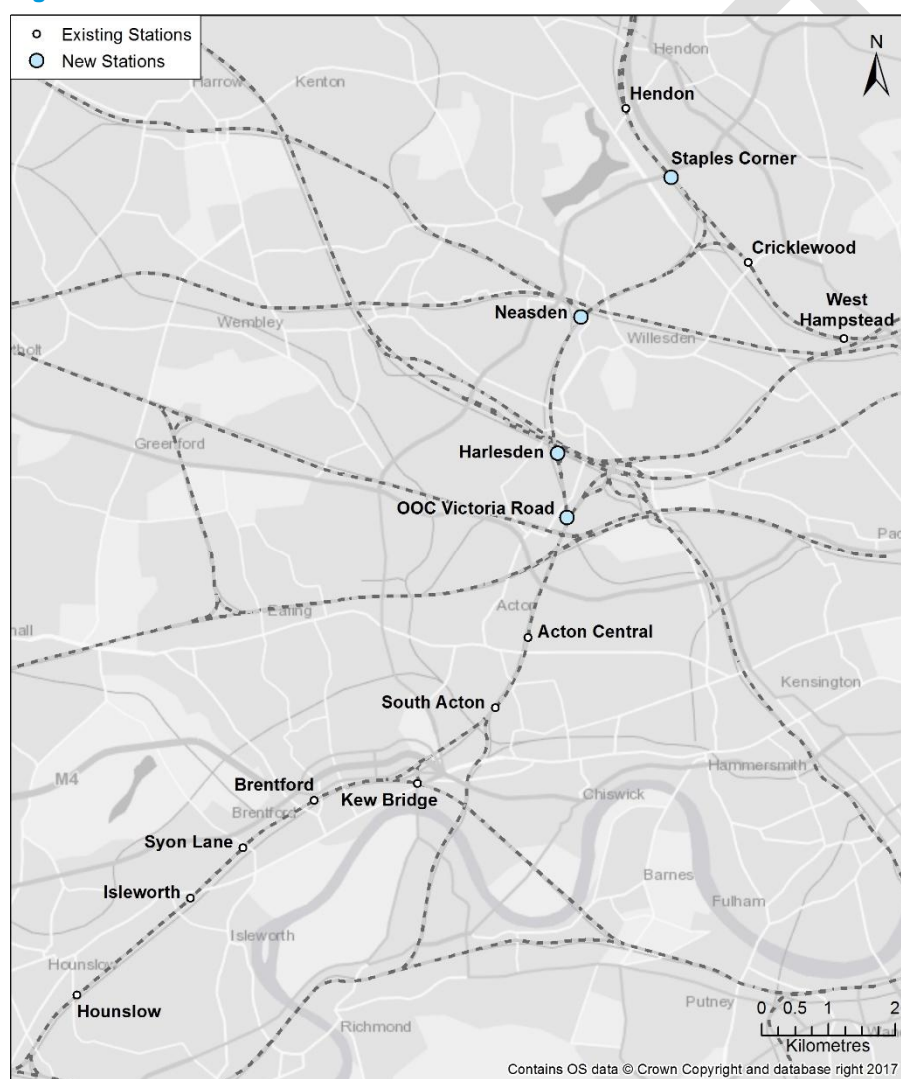 Existing Stations
New Stations
N
Harrow
Kenton
Hendon
Hendon
Staples Corner
Cricklewood
West
Hampstead
Neasden
Wembley
Willesden
Greenford
Harlesden
OOC Victoria Road
Ealing
Acton
Acton Central
South Acton
Kensington
Hammersmith
M4
Brentford
Brentford
Kew Bridge
Chiswick
Syon Lane
Barnes
Isleworth
Fulham
Isleworth
Hounslow
Hounslow
Putney
Richmond
0 0.5 1 2
Kilometres
Contains OS data © Crown Copyright and database right 2017